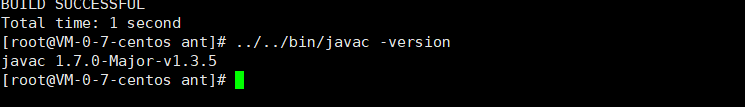 BUILD SUCCESSFUL
Total time: 1 second
[root@VM-0-7-centos ant]# ../../bin/javac -version
javac 1.7.0-Major-v1.3.5
[root@VM-0-7-centos ant]#